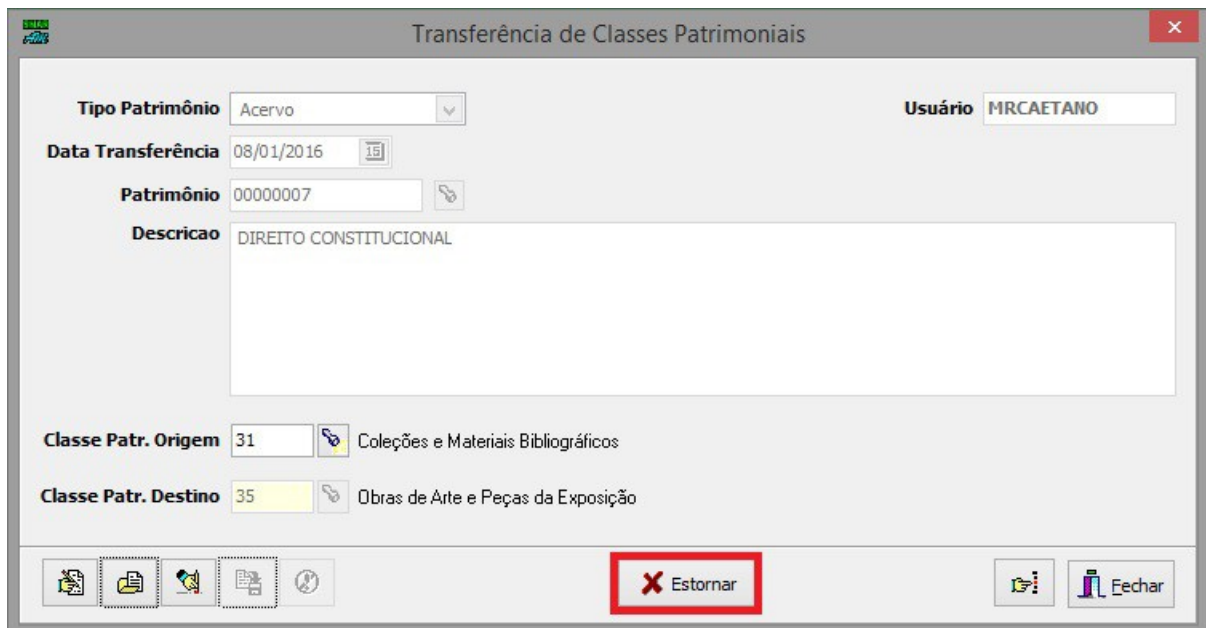 Transferência de Classes Patrimoniais
Tipo Patrimônio Acervo Usuário MRCAETANO
Data Transferência 08/01/2016 15
Patrimônio 00000007
Descricao DIREITO CONSTITUCIONAL
Classe Patr. Origem 31 Coleções e Materiais Bibliográficos
Classe Patr. Destino 35 Obras de Arte e Peças da Exposição
Estornar Fechar